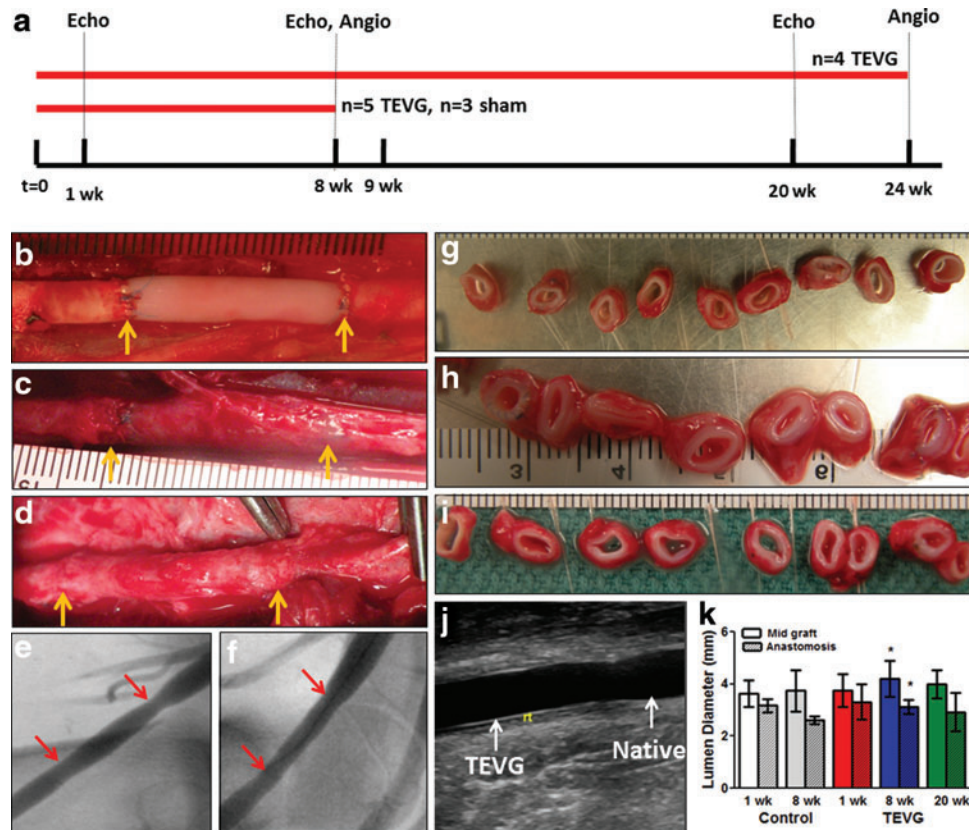 a
Echo
Echo, Angio
Echo
Angio
n=4 TEVG
n=5 TEVG, n=3 sham
t=0
1 wk
8 wk
9 wk
20 wk
24 wk
b
c
d
e
f
g
h
3
4
6
i
j
rt
TEVG
Native
k
Mid graft
Anastomosis
Lumen Diameter (mm)
6
4
2
0
*
*
1 wk
8 wk
1 wk
8 wk
20 wk
Control
TEVG